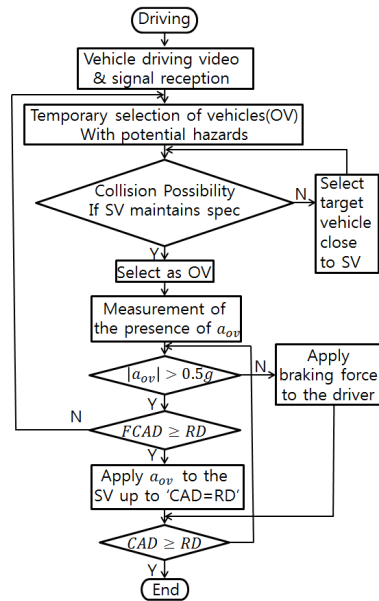 Driving
Vehicle driving video
& signal reception
Temporary selection of vehicles(OV)
With potential hazards
Collision Possibility
If SV maintains spec
N
Select
target
vehicle
close
to SV
Y
Select as OV
Measurement of
the presence of a_ov
|a_ov| > 0.5g
N
Apply
braking force
to the driver
Y
N
FCAD ≥ RD
Y
Apply a_ov to the
SV up to 'CAD=RD'
CAD ≥ RD
Y
End